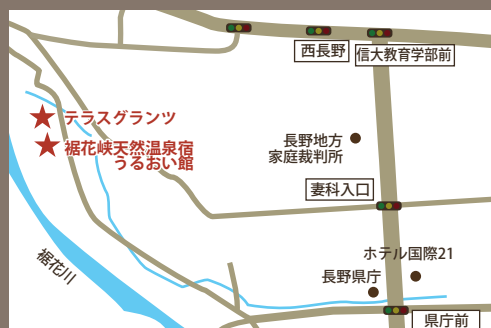 西長野
信大教育学部前
テラスグランツ
裾花峡天然温泉宿
うるおい館
長野地方
家庭裁判所
妻科入口
裾花川
ホテル国際21
長野県庁
県庁前